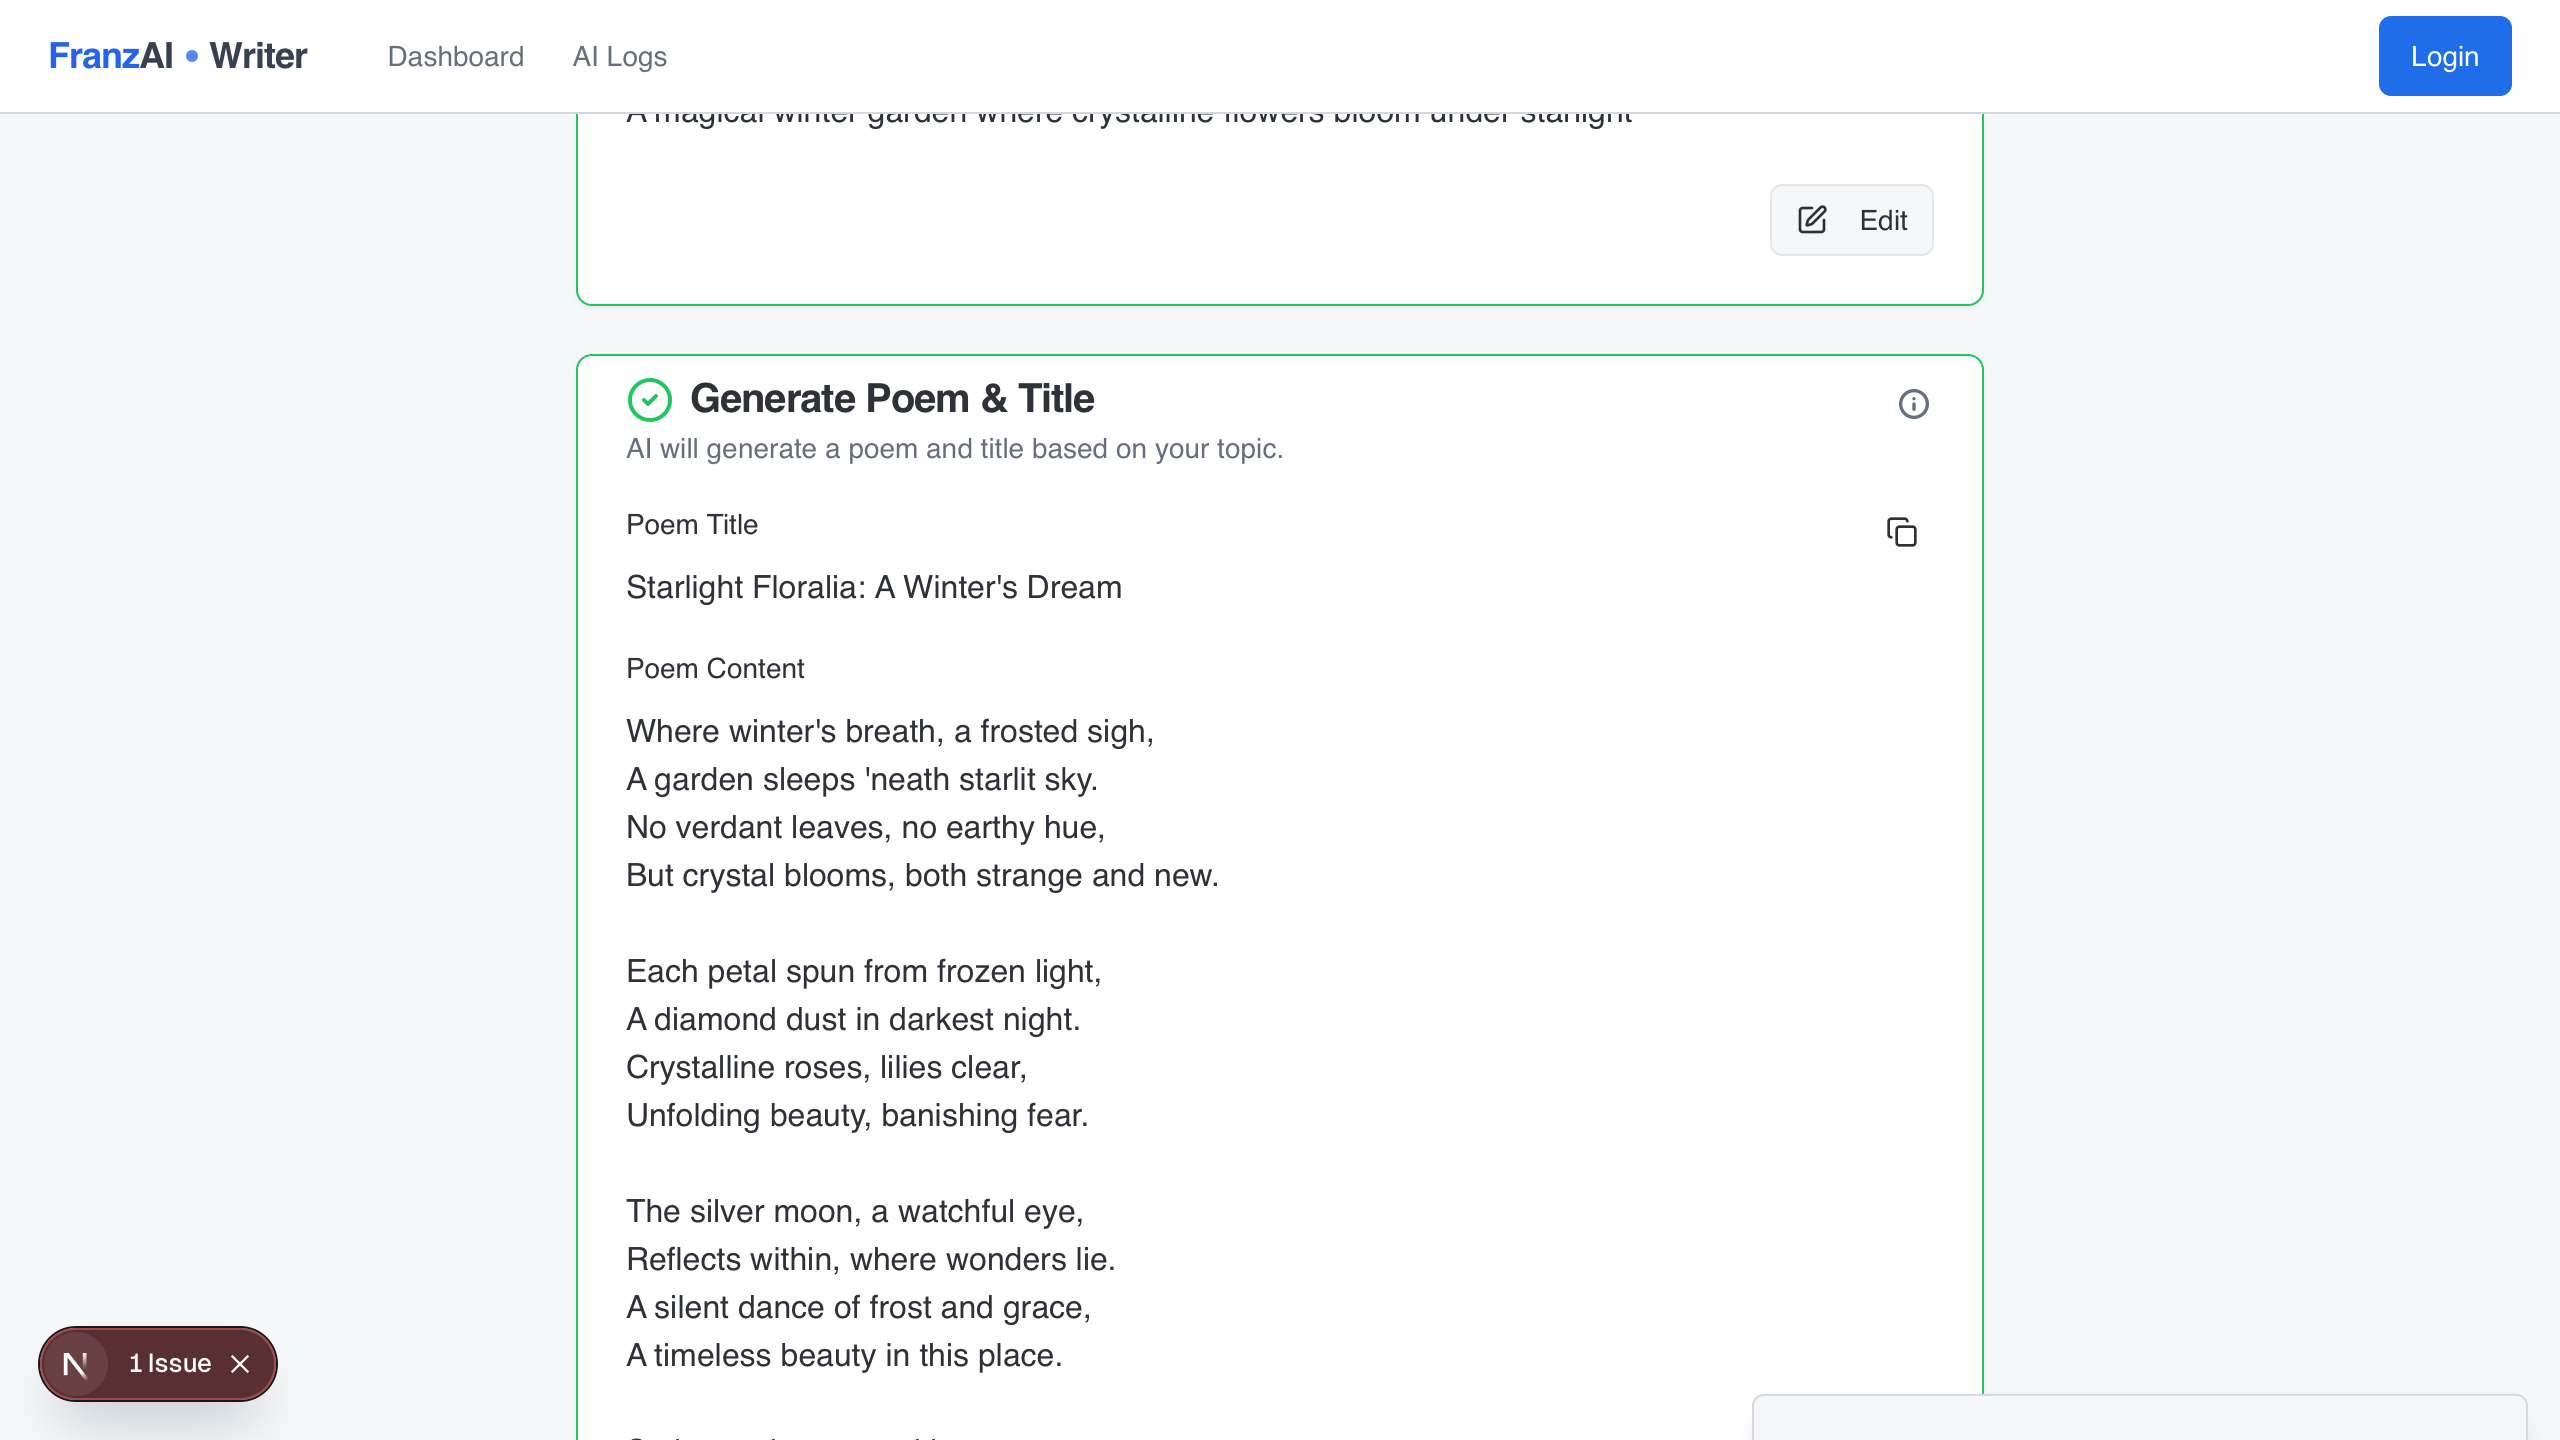 FranzAI • Writer
Dashboard
AI Logs
Login
A magical winter garden where crystalline flowers bloom under starlight
Edit
Generate Poem & Title
AI will generate a poem and title based on your topic.
Poem Title
Starlight Floralia: A Winter's Dream
Poem Content
Where winter's breath, a frosted sigh,
A garden sleeps 'neath starlit sky.
No verdant leaves, no earthy hue,
But crystal blooms, both strange and new.
Each petal spun from frozen light,
A diamond dust in darkest night.
Crystalline roses, lilies clear,
Unfolding beauty, banishing fear.
The silver moon, a watchful eye,
Reflects within, where wonders lie.
A silent dance of frost and grace,
A timeless beauty in this place.
N 1 Issue